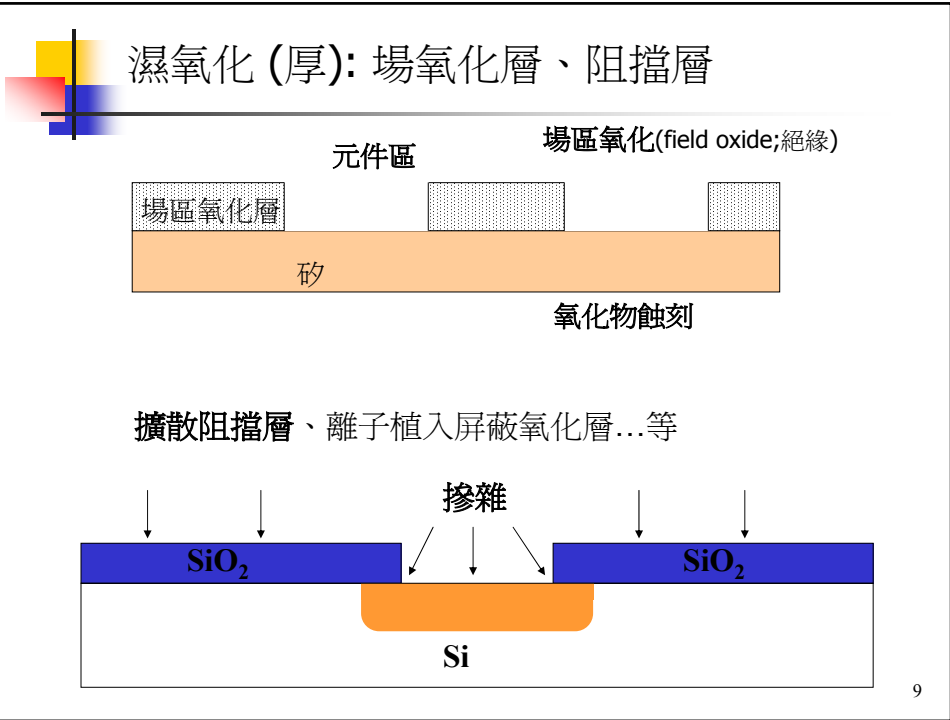 濕氧化 (厚): 場氧化層、阻擋層
場區氧化(field oxide;絕緣)
元件區
場區氧化層
矽
氧化物蝕刻
擴散阻擋層、離子植入屏蔽氧化層…等
摻雜
SiO₂ SiO₂
Si
9